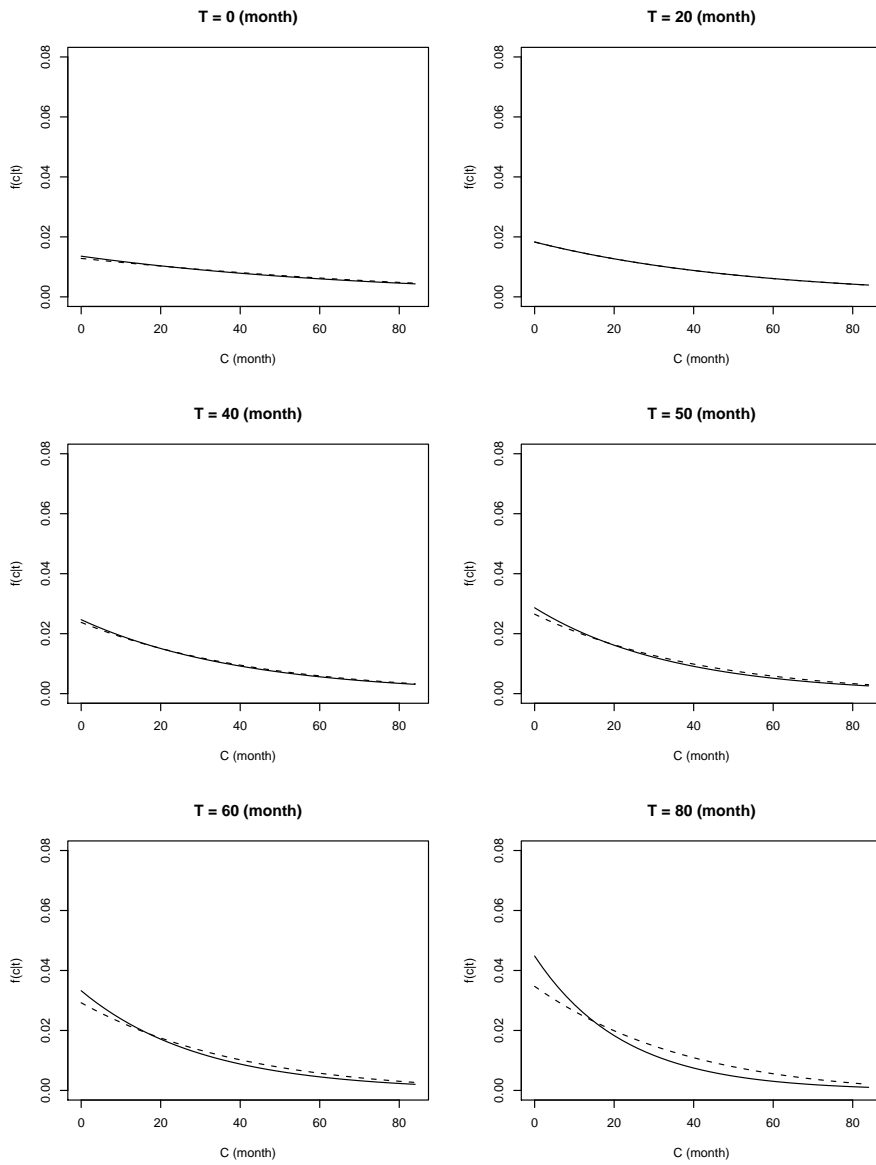 T = 0 (month)
0.08
0.06
0.04
0.02
0.00
f(c|t)
0 20 40 60 80
C (month)
T = 20 (month)
0.08
0.06
0.04
0.02
0.00
f(c|t)
0 20 40 60 80
C (month)
T = 40 (month)
0.08
0.06
0.04
0.02
0.00
f(c|t)
0 20 40 60 80
C (month)
T = 50 (month)
0.08
0.06
0.04
0.02
0.00
f(c|t)
0 20 40 60 80
C (month)
T = 60 (month)
0.08
0.06
0.04
0.02
0.00
f(c|t)
0 20 40 60 80
C (month)
T = 80 (month)
0.08
0.06
0.04
0.02
0.00
f(c|t)
0 20 40 60 80
C (month)